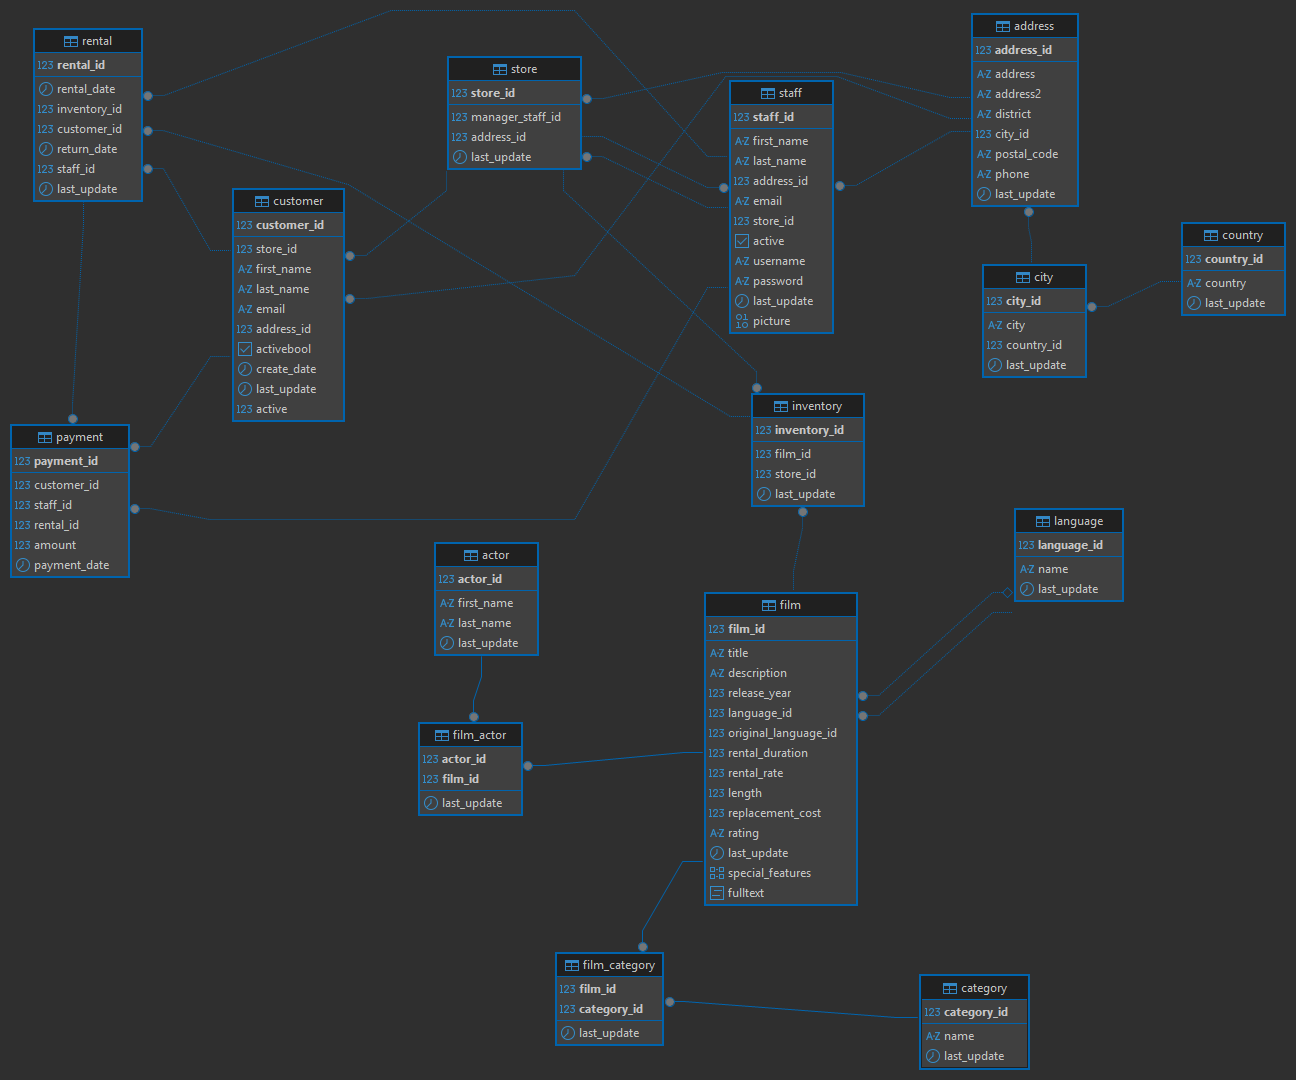 rental
123 rental_id
rental_date
123 inventory_id
123 customer_id
return_date
123 staff_id
last_update
store
123 store_id
123 manager_staff_id
123 address_id
last_update
staff
123 staff_id
A-Z first_name
A-Z last_name
123 address_id
A-Z email
123 store_id
active
A-Z username
A-Z password
last_update
01
10 picture
address
123 address_id
A-Z address
A-Z address2
A-Z district
123 city_id
A-Z postal_code
A-Z phone
last_update
customer
123 customer_id
123 store_id
A-Z first_name
A-Z last_name
A-Z email
123 address_id
activebool
create_date
last_update
123 active
country
123 country_id
A-Z country
last_update
city
123 city_id
A-Z city
123 country_id
last_update
payment
123 payment_id
123 customer_id
123 staff_id
123 rental_id
123 amount
payment_date
inventory
123 inventory_id
123 film_id
123 store_id
last_update
language
123 language_id
A-Z name
last_update
actor
123 actor_id
A-Z first_name
A-Z last_name
last_update
film
123 film_id
A-Z title
A-Z description
123 release_year
123 language_id
123 original_language_id
123 rental_duration
123 rental_rate
123 length
123 replacement_cost
A-Z rating
last_update
special_features
fulltext
film_actor
123 actor_id
123 film_id
last_update
film_category
123 film_id
123 category_id
last_update
category
123 category_id
A-Z name
last_update